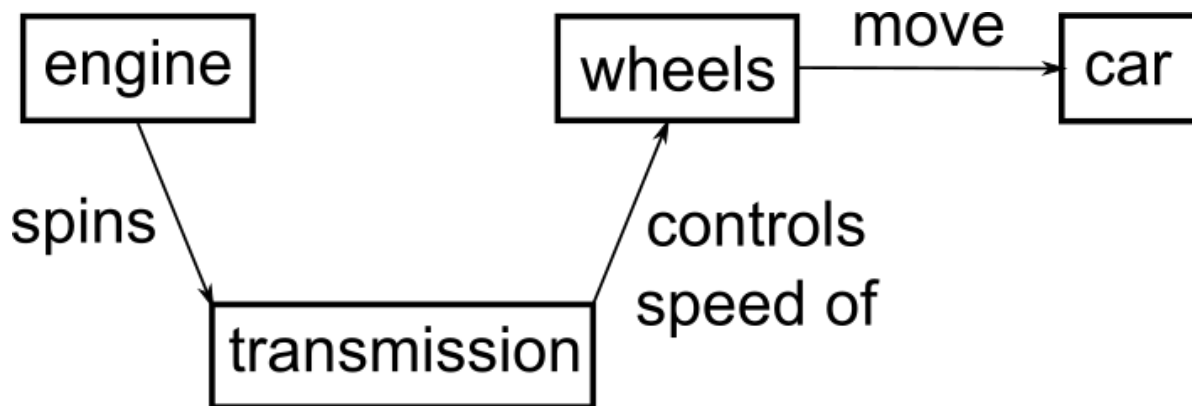 engine
spins
transmission
controls
speed of
wheels
move
car